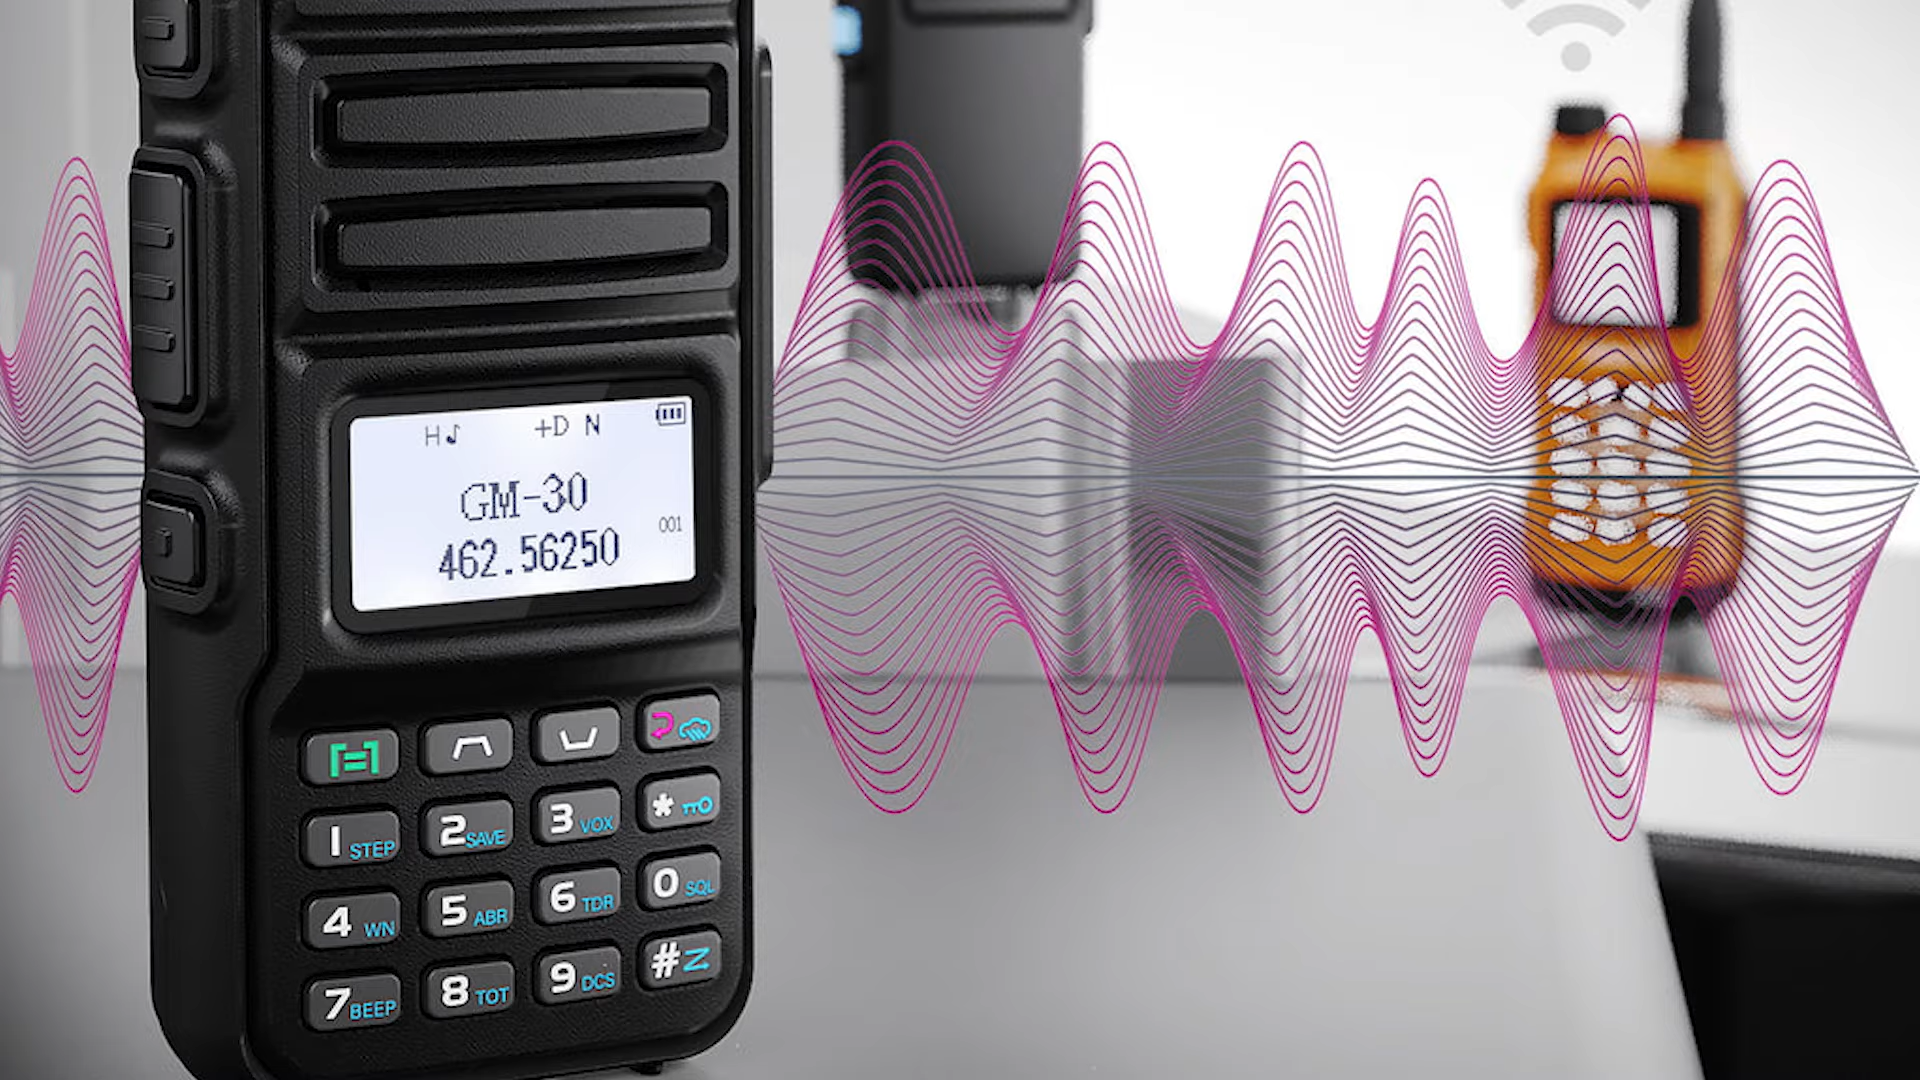 H +D N
GM-30
001
462.56250
1 STEP 2 SAVE 3 VOX *
4 WN 5 ABR 6 TDR 0 SQL
7 BEEP 8 TOT 9 DCS #